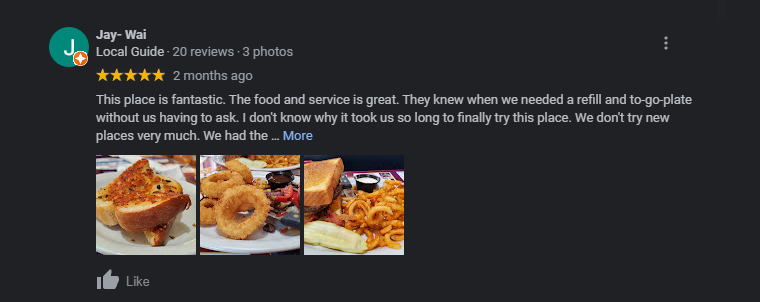 J
Jay- Wai
Local Guide · 20 reviews · 3 photos
2 months ago
This place is fantastic. The food and service is great. They knew when we needed a refill and to-go-plate
without us having to ask. I don't know why it took us so long to finally try this place. We don't try new
places very much. We had the ... More
Like